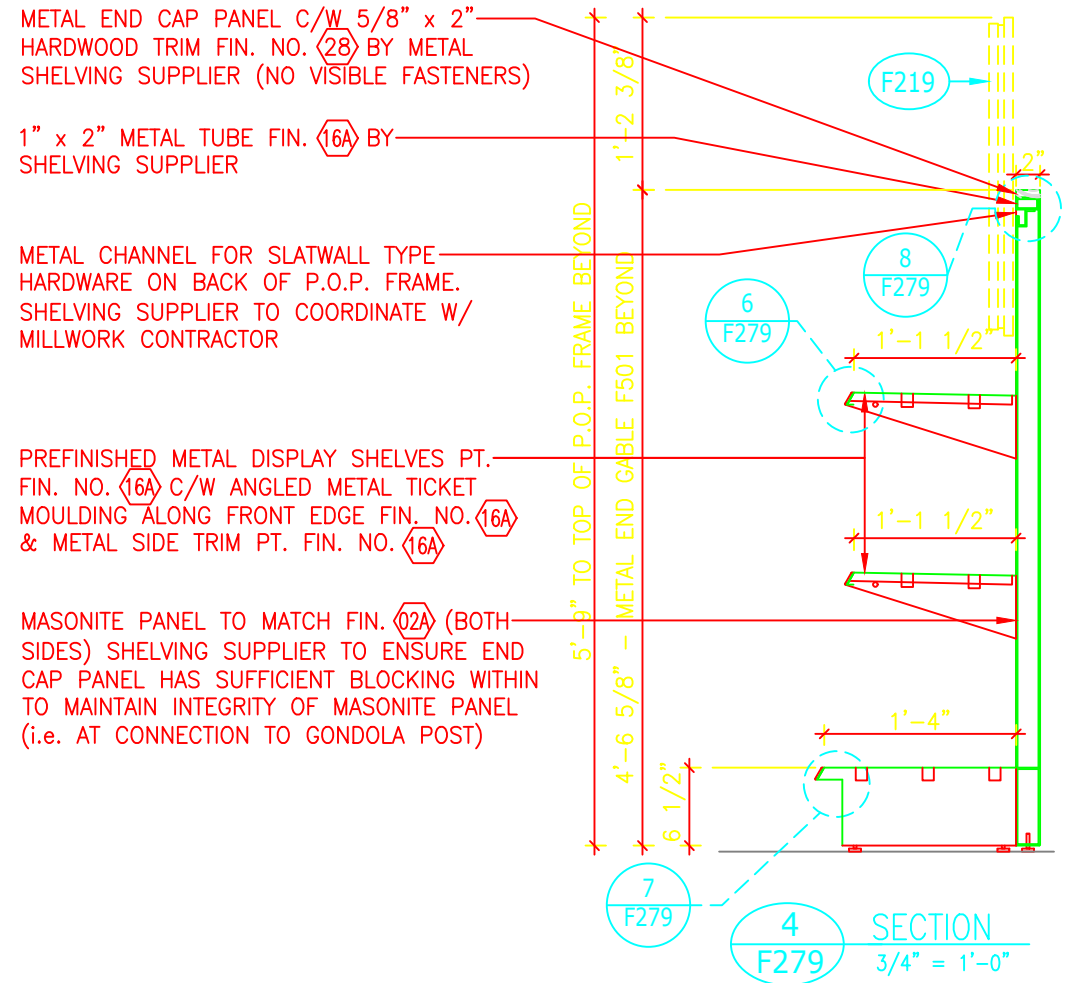 METAL END CAP PANEL C/W 5/8" x 2"
HARDWOOD TRIM FIN. NO. 28 BY METAL
SHELVING SUPPLIER (NO VISIBLE FASTENERS)
1" x 2" METAL TUBE FIN. 16A BY
SHELVING SUPPLIER
METAL CHANNEL FOR SLATWALL TYPE
HARDWARE ON BACK OF P.O.P. FRAME.
SHELVING SUPPLIER TO COORDINATE W/
MILLWORK CONTRACTOR
PREFINISHED METAL DISPLAY SHELVES PT.
FIN. NO. 16A C/W ANGLED METAL TICKET
MOULDING ALONG FRONT EDGE FIN. NO. 16A
& METAL SIDE TRIM PT. FIN. NO. 16A
MASONITE PANEL TO MATCH FIN. 02A (BOTH
SIDES) SHELVING SUPPLIER TO ENSURE END
CAP PANEL HAS SUFFICIENT BLOCKING WITHIN
TO MAINTAIN INTEGRITY OF MASONITE PANEL
(i.e. AT CONNECTION TO GONDOLA POST)
5'-9" TO TOP OF P.O.P. FRAME BEYOND
1'-2 3/8"
4'-6 5/8" - METAL END GABLE F501 BEYOND
6 1/2"
F219
2"
8
F279
6
F279
1'-1 1/2"
1'-1 1/2"
1'-4"
7
F279
4
F279
SECTION
3/4" = 1'-0"